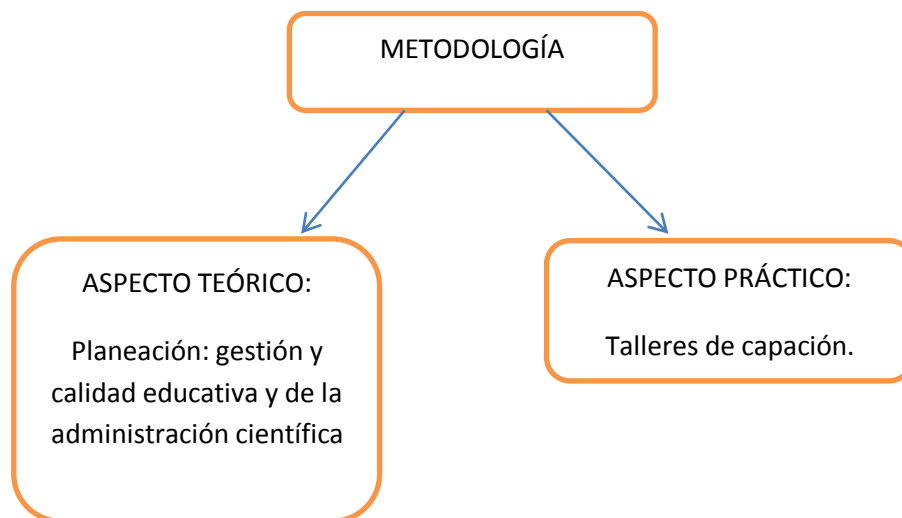 METODOLOGÍA
ASPECTO TEÓRICO:
Planeación: gestión y
calidad educativa y de la
administración científica
ASPECTO PRÁCTICO:
Talleres de capación.